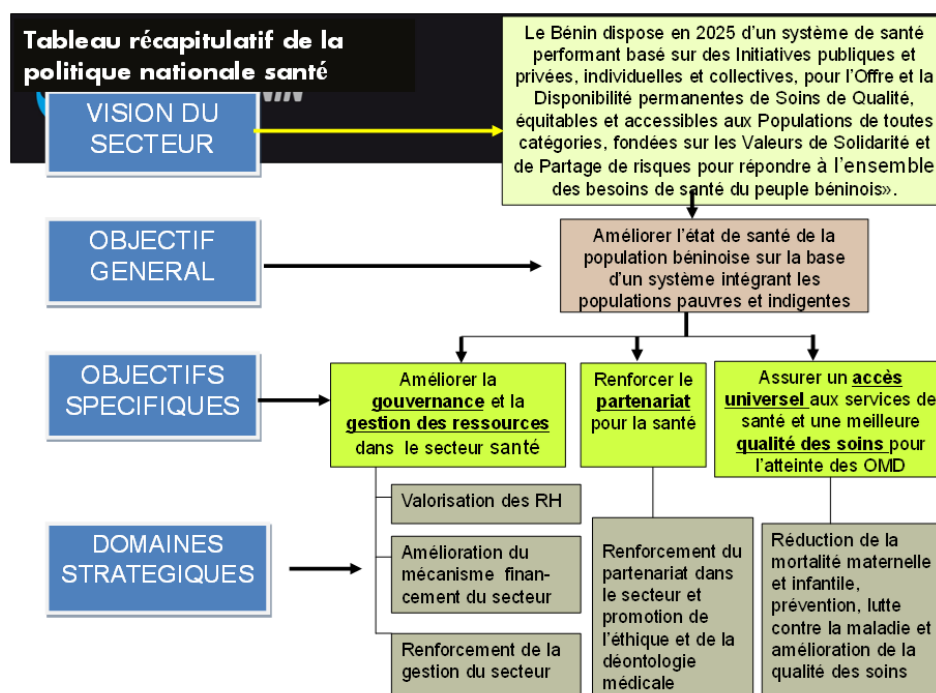 Tableau récapitulatif de la
politique nationale santé
VISION DU
SECTEUR
Le Bénin dispose en 2025 d'un système de santé
performant basé sur des Initiatives publiques et
privées, individuelles et collectives, pour l'Offre et la
Disponibilité permanentes de Soins de Qualité,
équitables et accessibles aux Populations de toutes
catégories, fondées sur les Valeurs de Solidarité et
de Partage de risques pour répondre à l'ensemble
des besoins de santé du peuple béninois».
OBJECTIF
GENERAL
Améliorer l'état de santé de la
population béninoise sur la base
d'un système intégrant les
populations pauvres et indigentes
OBJECTIFS
SPECIFIQUES
Améliorer la
gouvernance et la
gestion des ressources
dans le secteur santé
Renforcer le
partenariat
pour la santé
Assurer un accès
universel aux services de
santé et une meilleure
qualité des soins pour
l'atteinte des OMD
DOMAINES
STRATEGIQUES
Valorisation des RH
Amélioration du
mécanisme finan-
cement du secteur
Renforcement de la
gestion du secteur
Renforcement du
partenariat dans
le secteur et
promotion de
l'éthique et de la
déontologie
médicale
Réduction de la
mortalité maternelle
et infantile,
prévention, lutte
contre la maladie et
amélioration de la
qualité des soins